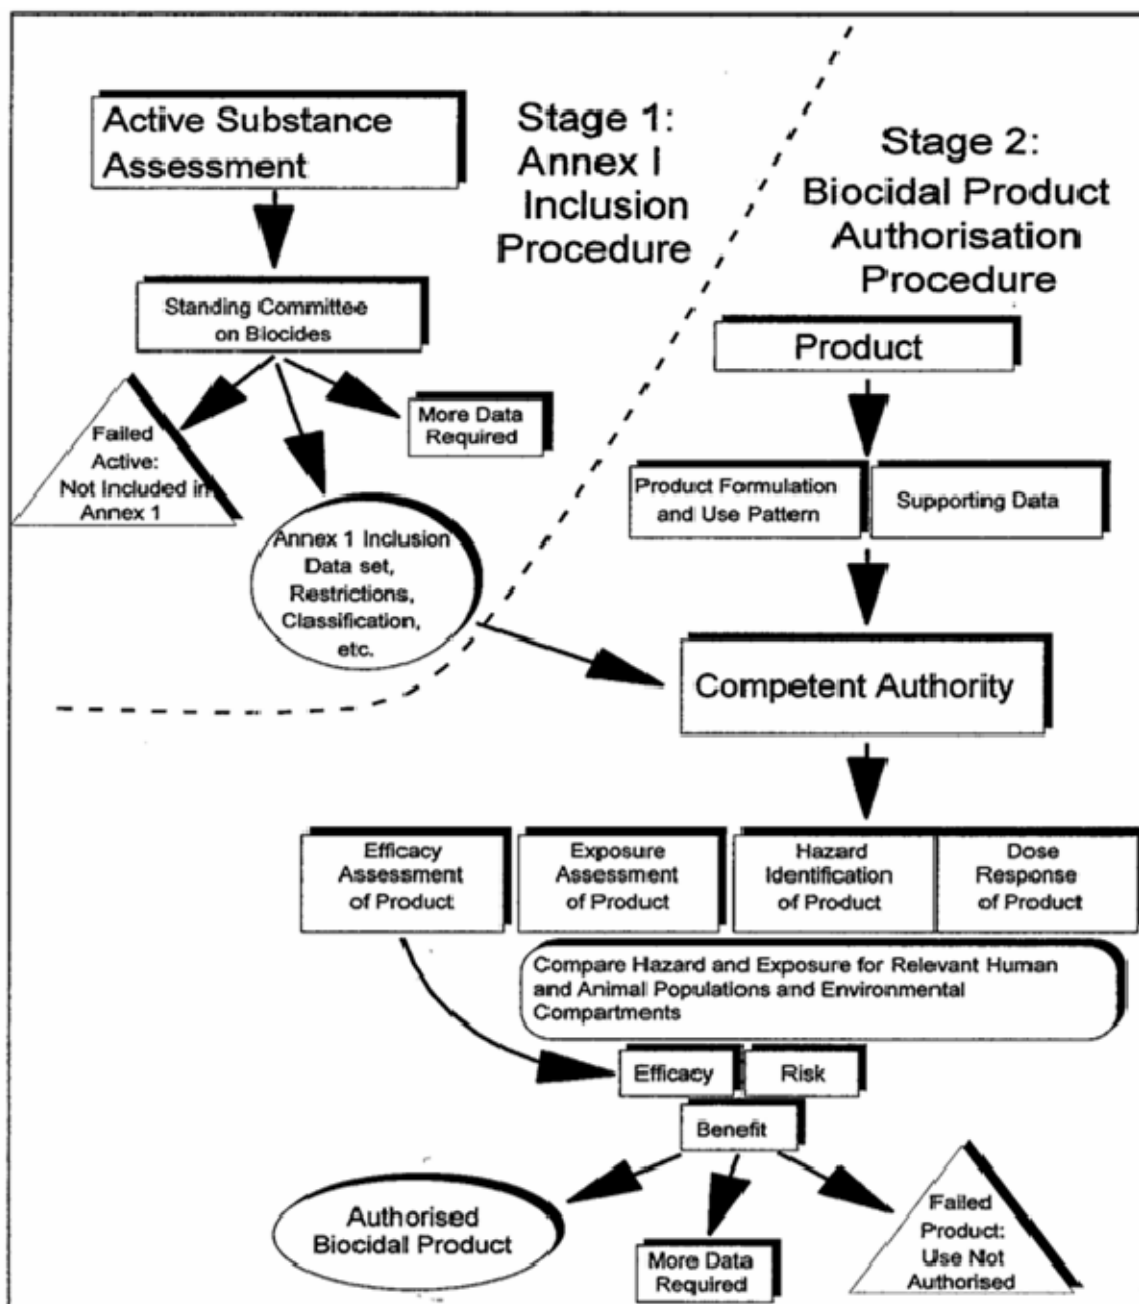 Active Substance
Assessment
Stage 1:
Annex I
Inclusion
Procedure
Stage 2:
Biocidal Product
Authorisation
Procedure
Standing Committee
on Biocides
Failed
Active:
Not Included in
Annex 1
More Data
Required
Annex 1 Inclusion
Data set,
Restrictions,
Classification,
etc.
Product
Product Formulation
and Use Pattern
Supporting Data
Competent Authority
Efficacy
Assessment
of Product
Exposure
Assessment
of Product
Hazard
Identification
of Product
Dose
Response
of Product
Compare Hazard and Exposure for Relevant Human
and Animal Populations and Environmental
Compartments
Efficacy
Risk
Benefit
Authorised
Biocidal Product
More Data
Required
Failed
Product:
Use Not
Authorised